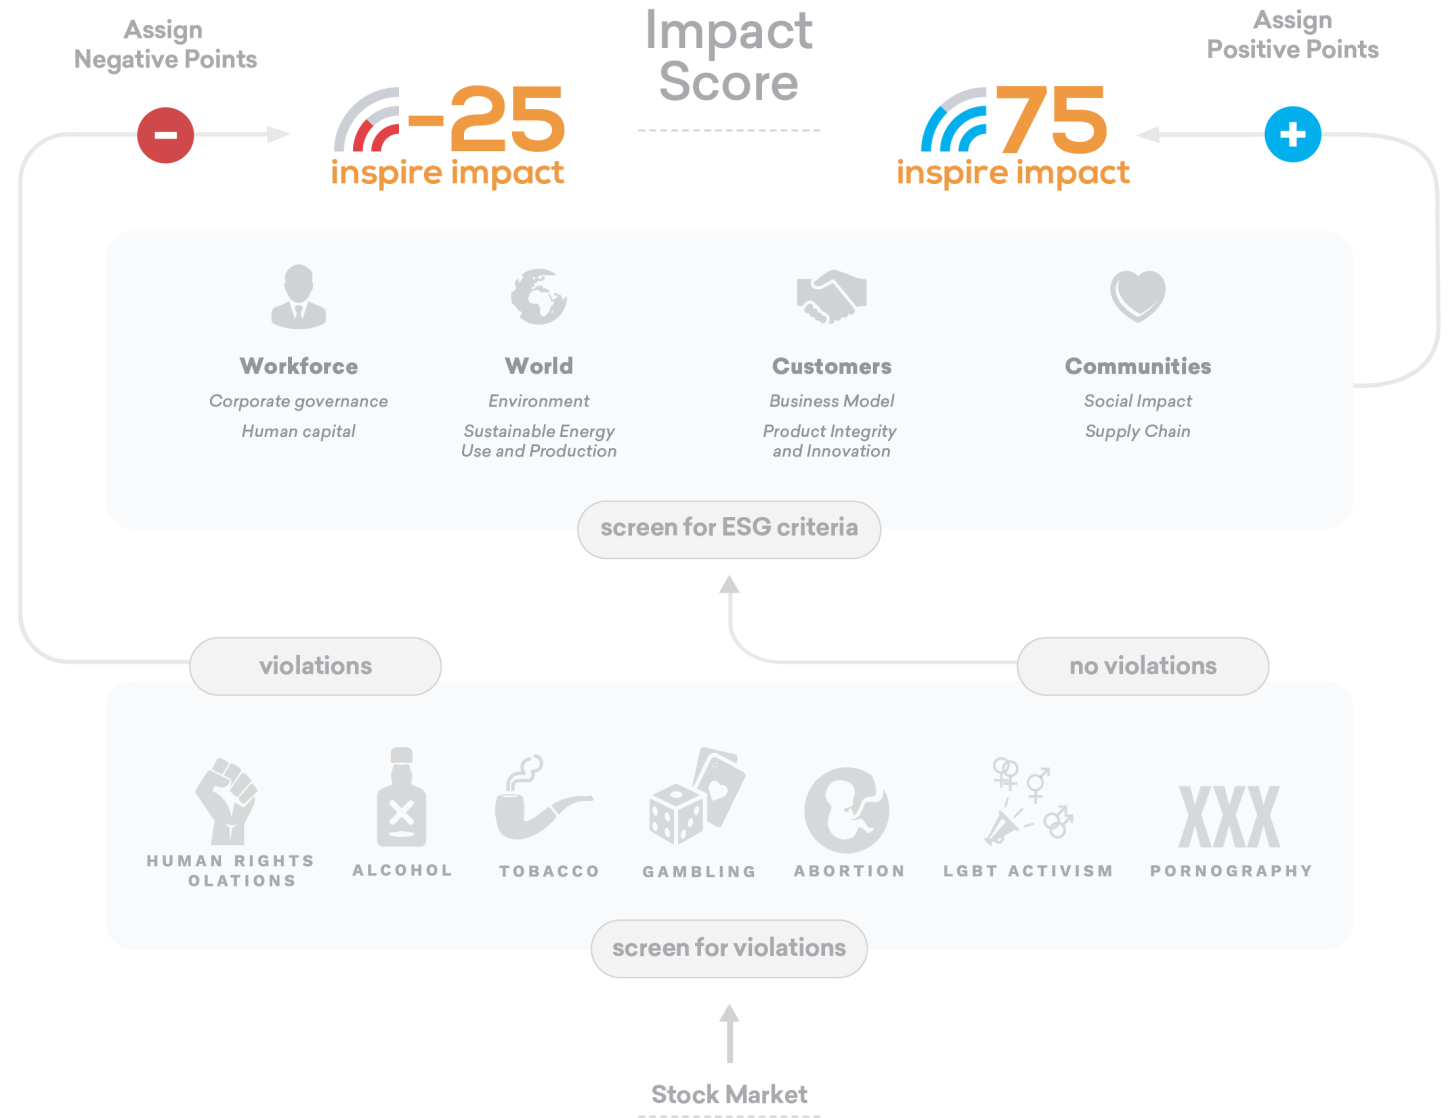 Assign
Negative Points
Impact
Score
Assign
Positive Points
-25
inspire impact
75
inspire impact
Workforce
Corporate governance
Human capital
World
Environment
Sustainable Energy
Use and Production
Customers
Business Model
Product Integrity
and Innovation
Communities
Social Impact
Supply Chain
screen for ESG criteria
violations
no violations
HUMAN RIGHTS
OLATIONS
ALCOHOL
TOBACCO
GAMBLING
ABORTION
LGBT ACTIVISM
XXX
PORNOGRAPHY
screen for violations
Stock Market